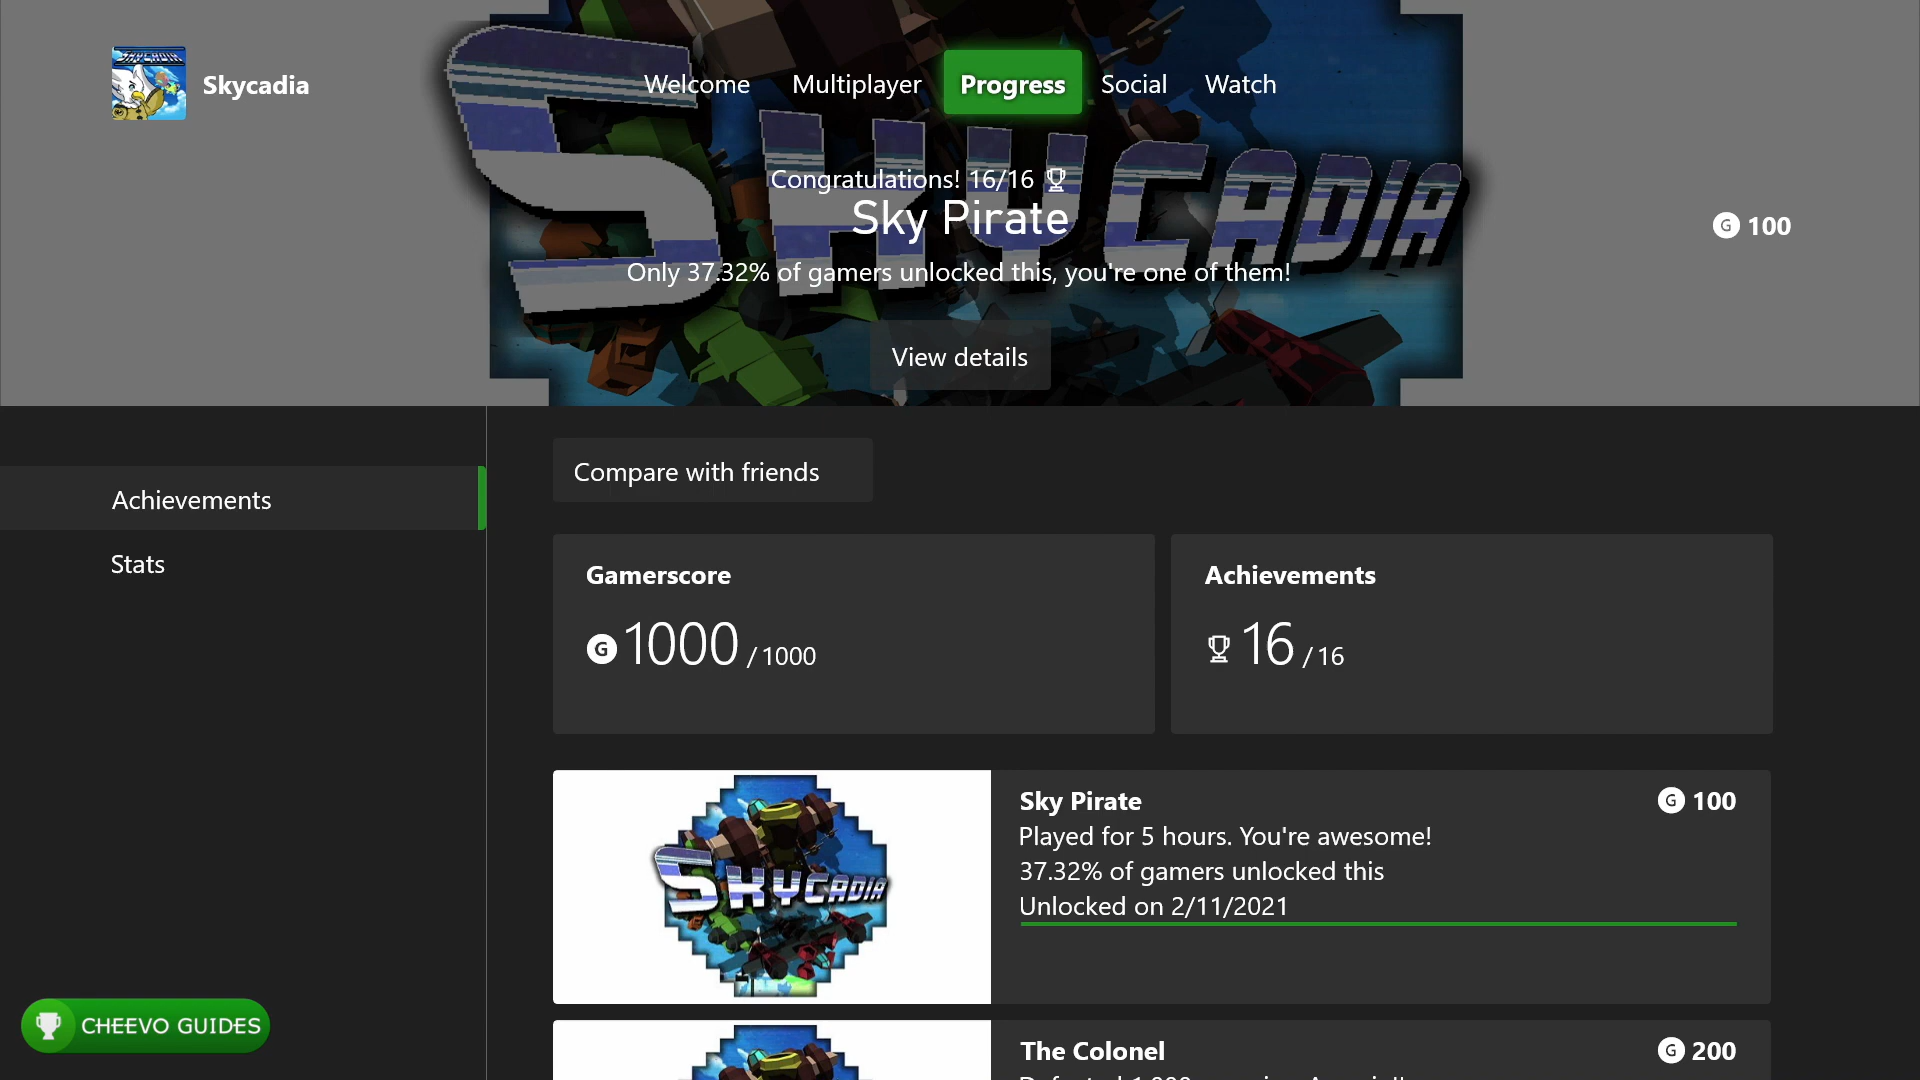 Skycadia
Welcome
Multiplayer
Progress
Social
Watch
SKYCADIA
Congratulations! 16/16
Sky Pirate
Only 37.32% of gamers unlocked this, you're one of them!
G 100
View details
Achievements
Stats
Compare with friends
Gamerscore
G 1000 / 1000
Achievements
16 / 16
SKYCADIA
Sky Pirate
G 100
Played for 5 hours. You're awesome!
37.32% of gamers unlocked this
Unlocked on 2/11/2021
The Colonel
G 200
CHEEVO GUIDES